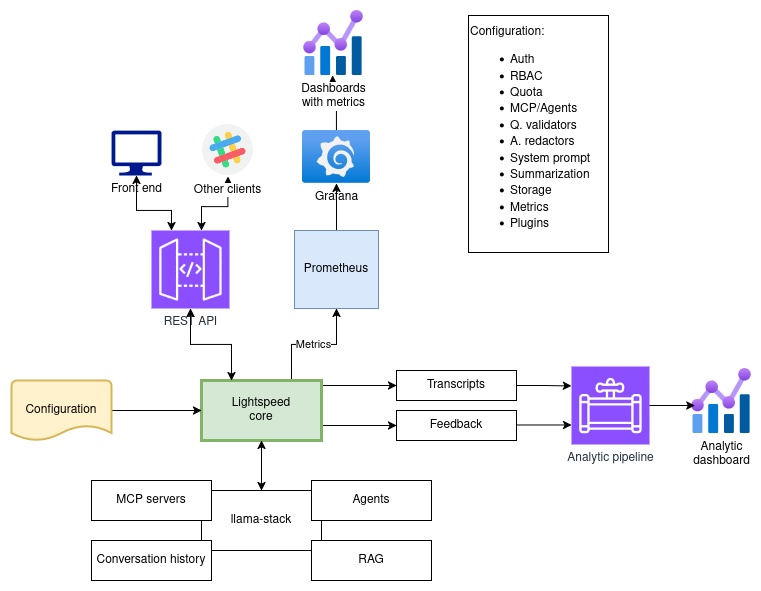 Configuration:
Auth
RBAC
Quota
MCP/Agents
Q. validators
A. redactors
System prompt
Summarization
Storage
Metrics
Plugins
Dashboards
with metrics
Front end
Other clients
Grafana
</>
Prometheus
REST API
Metrics
Configuration
Lightspeed
core
Transcripts
Feedback
Analytic pipeline
Analytic
dashboard
MCP servers
Agents
llama-stack
Conversation history
RAG